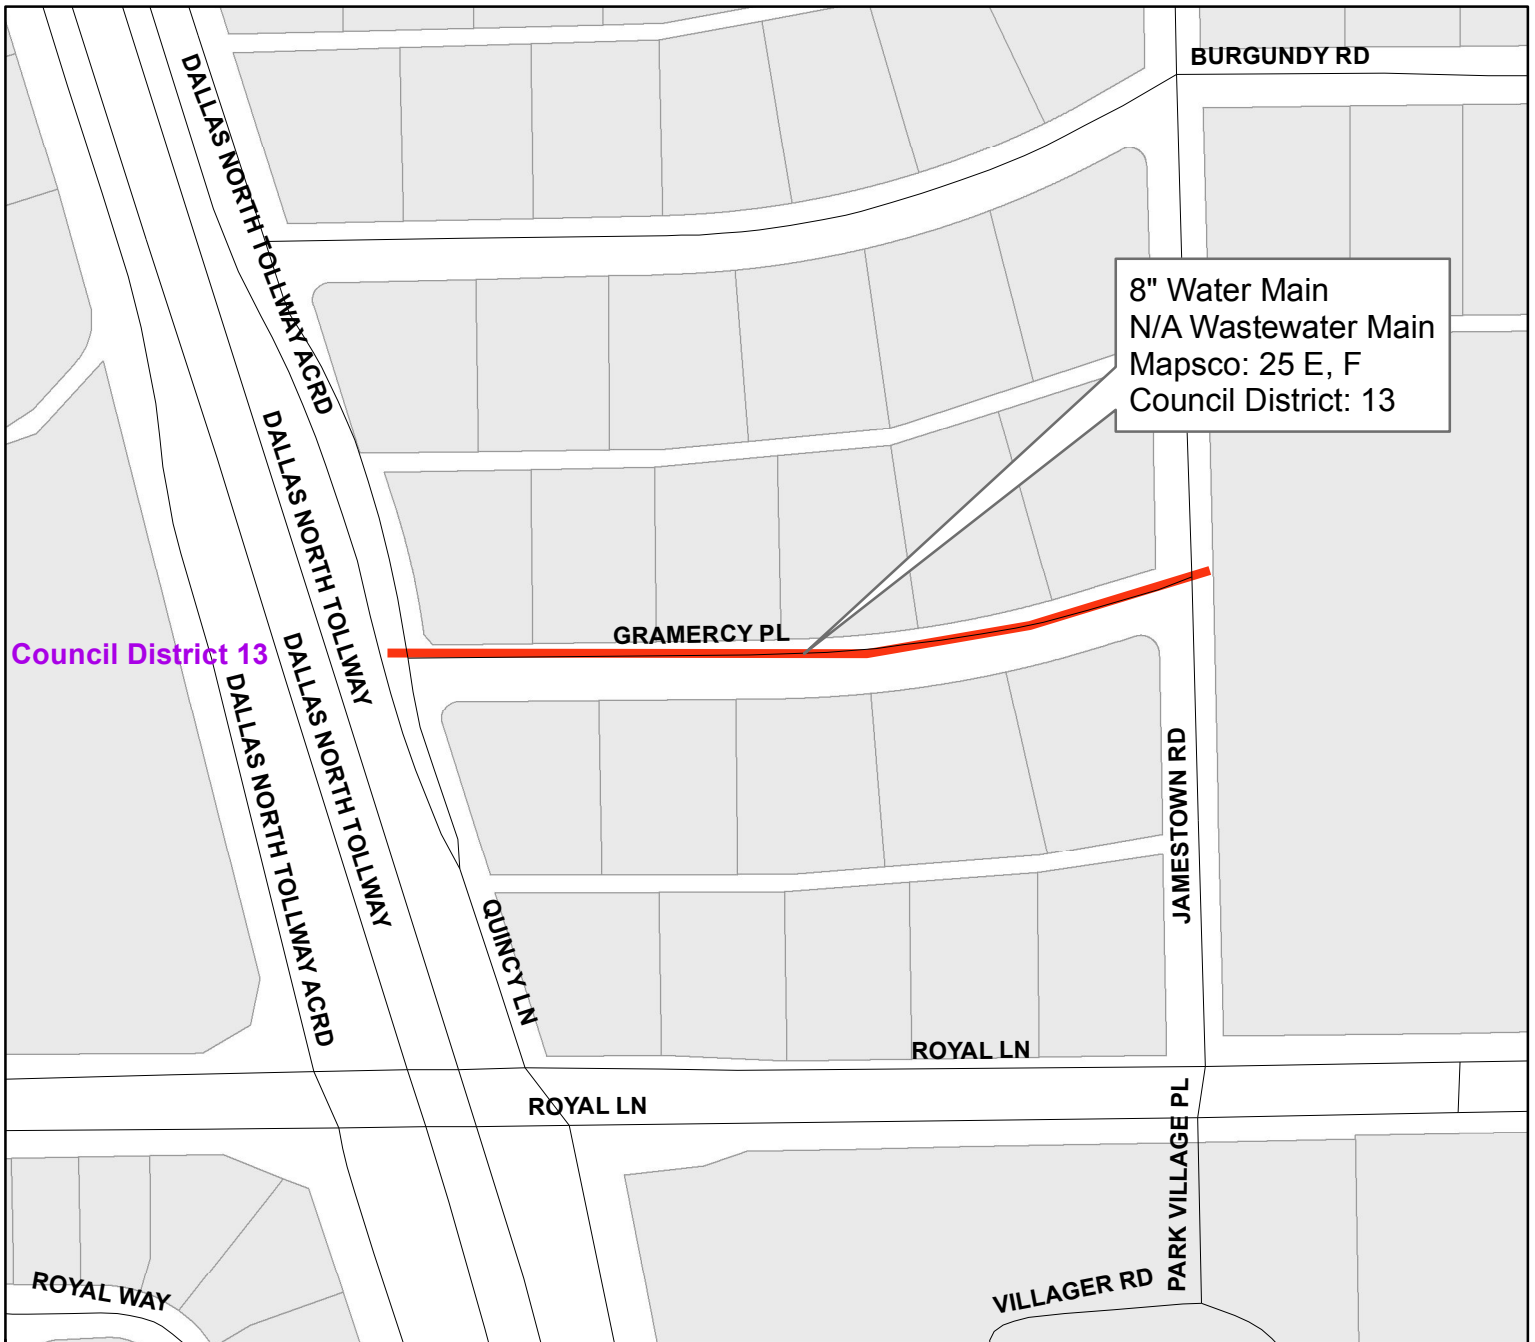 BURGUNDY RD
DALLAS NORTH TOLLWAY ACRD
8" Water Main
N/A Wastewater Main
Mapsco: 25 E, F
Council District: 13
DALLAS NORTH TOLLWAY
GRAMERCY PL
Council District 13
DALLAS NORTH TOLLWAY
DALLAS NORTH TOLLWAY ACRD
JAMESTOWN RD
QUINCY LN
ROYAL LN
ROYAL LN
PARK VILLAGE PL
VILLAGER RD
ROYAL WAY